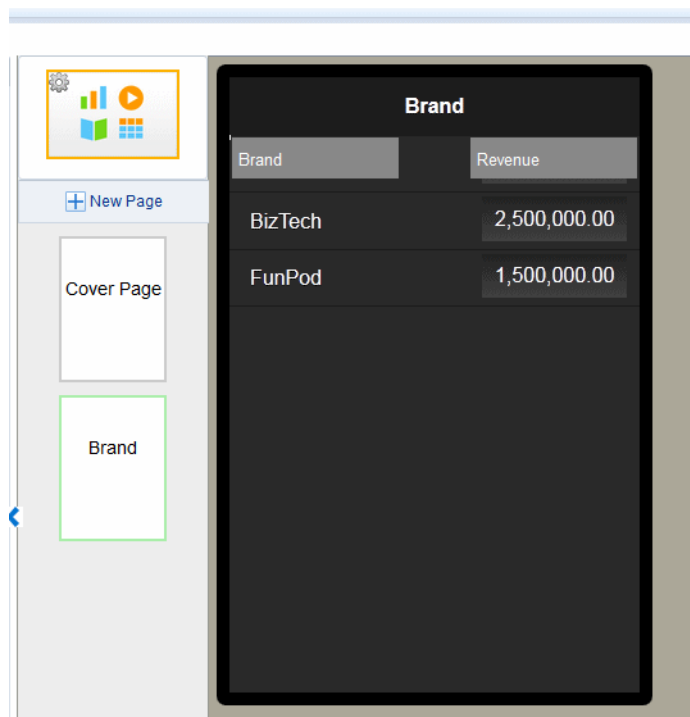 Brand
Brand Revenue
New Page
BizTech 2,500,000.00
FunPod 1,500,000.00
Cover Page
Brand